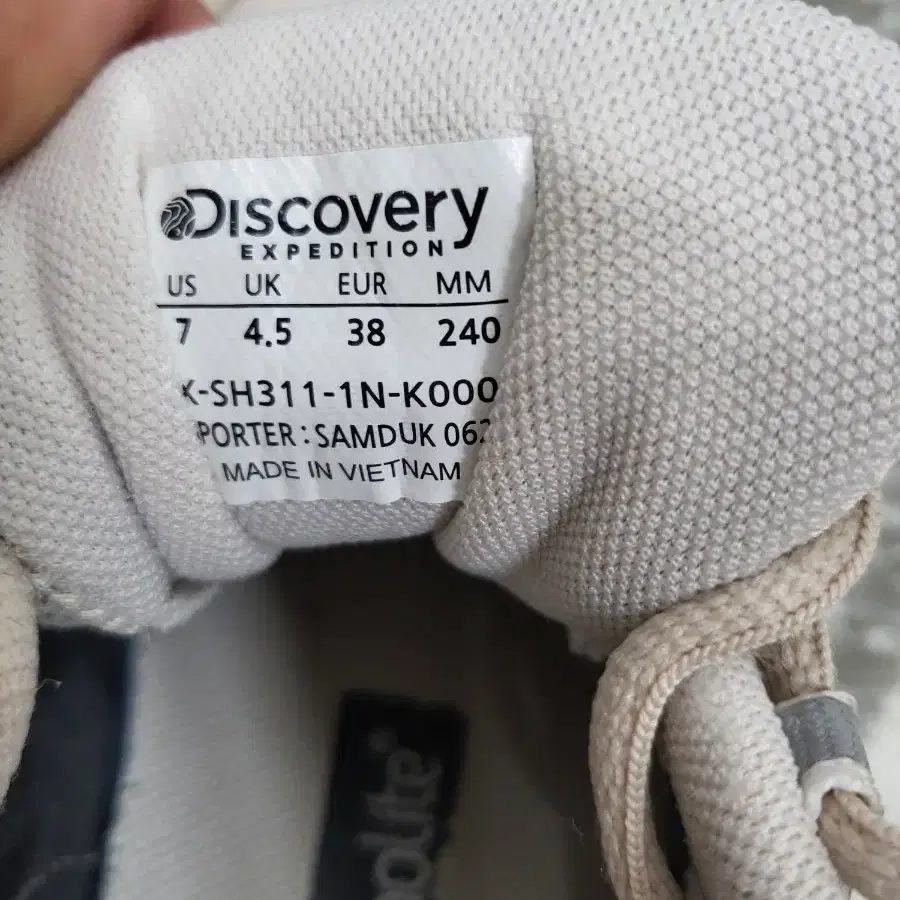 Discovery
EXPEDITION
US UK EUR MM
7 4.5 38 240
K-SH311-1N-K000
PORTER : SAMDUK 062
MADE IN VIETNAM